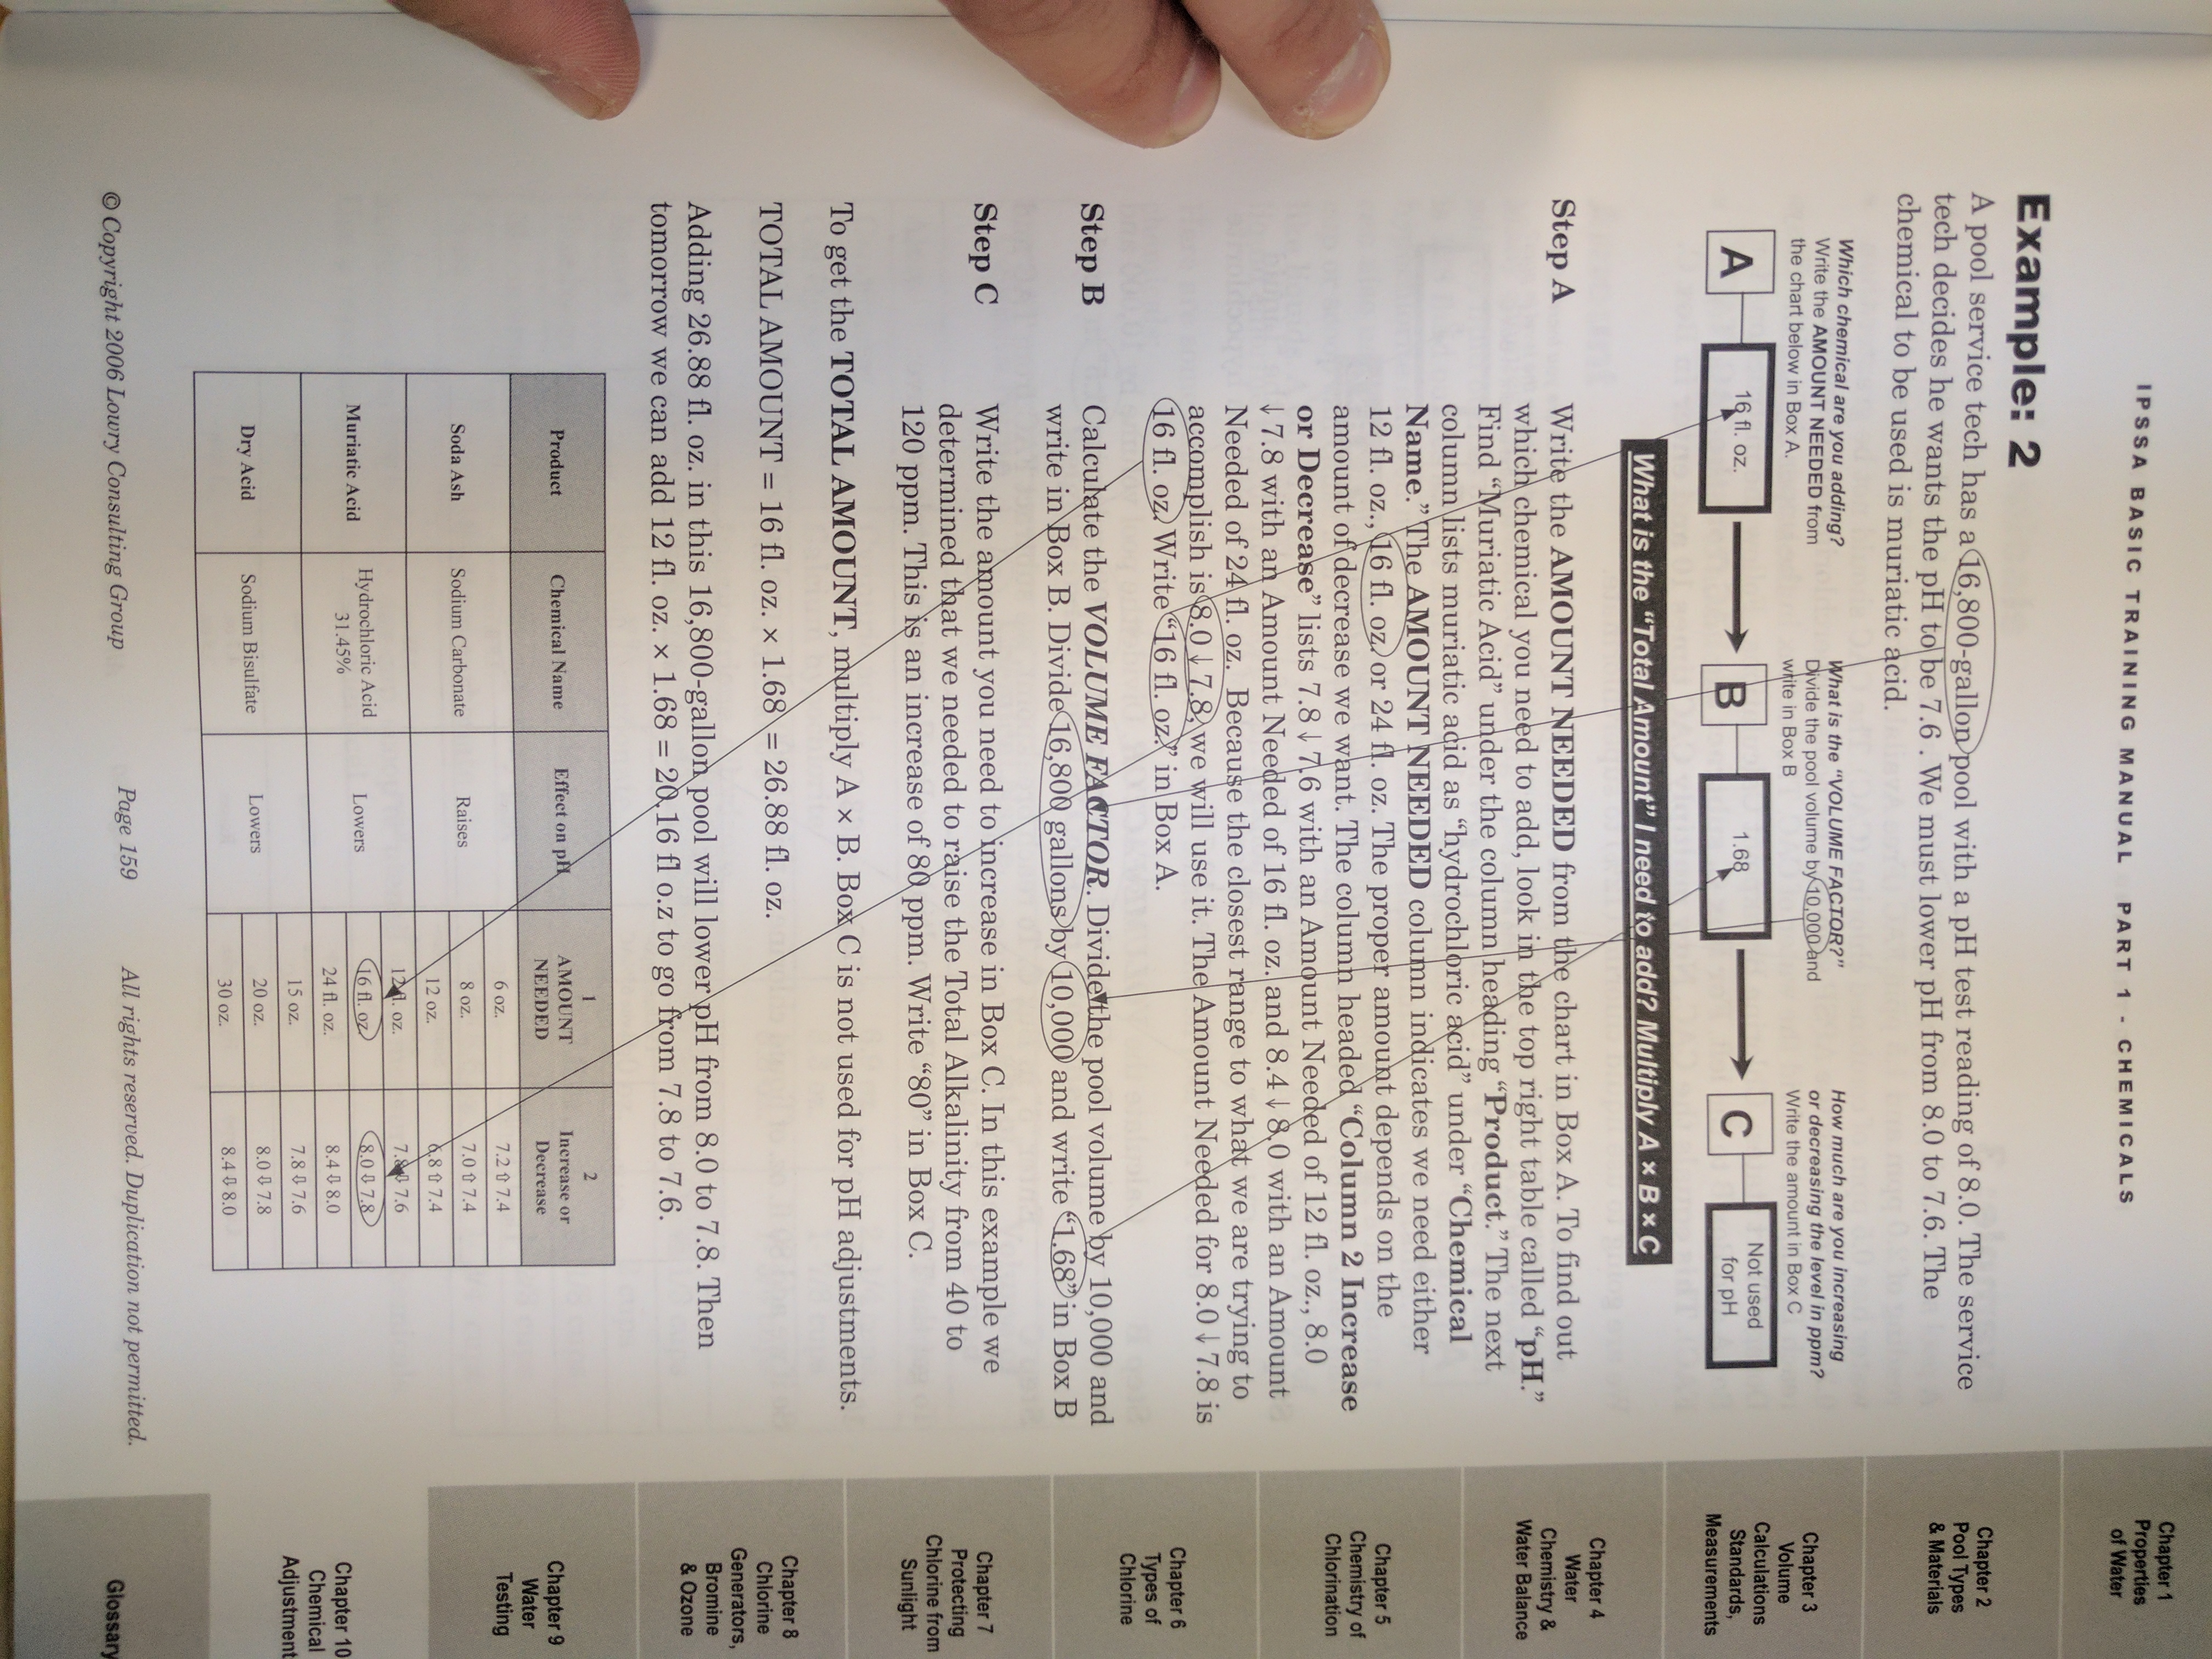 IPSSA BASIC TRAINING MANUAL PART 1 - CHEMICALS
Example: 2
A pool service tech has a 16,800-gallon pool with a pH test reading of 8.0. The service
tech decides he wants the pH to be 7.6 . We must lower pH from 8.0 to 7.6. The
chemical to be used is muriatic acid.
Which chemical are you adding?
Write the AMOUNT NEEDED from
the chart below in Box A.
What is the “VOLUME FACTOR?”
Divide the pool volume by 10,000 and
write in Box B
How much are you increasing
or decreasing the level in ppm?
Write the amount in Box C
A 16 fl. oz. B 1.68 C Not used
for pH
What is the “Total Amount” I need to add? Multiply A × B × C
Step A Write the AMOUNT NEEDED from the chart in Box A. To find out
which chemical you need to add, look in the top right table called “pH.”
Find “Muriatic Acid” under the column heading “Product.” The next
column lists muriatic acid as “hydrochloric acid” under “Chemical
Name.” The AMOUNT NEEDED column indicates we need either
12 fl. oz., 16 fl. oz. or 24 fl. oz. The proper amount depends on the
amount of decrease we want. The column headed “Column 2 Increase
or Decrease” lists 7.8 ↓ 7.6 with an Amount Needed of 12 fl. oz., 8.0
↓ 7.8 with an Amount Needed of 16 fl. oz. and 8.4 ↓ 8.0 with an Amount
Needed of 24 fl. oz. Because the closest range to what we are trying to
accomplish is 8.0 ↓ 7.8, we will use it. The Amount Needed for 8.0 ↓ 7.8 is
16 fl. oz. Write “16 fl. oz.” in Box A.
Step B Calculate the VOLUME FACTOR. Divide the pool volume by 10,000 and
write in Box B. Divide 16,800 gallons by 10,000 and write “1.68” in Box B
Step C Write the amount you need to increase in Box C. In this example we
determined that we needed to raise the Total Alkalinity from 40 to
120 ppm. This is an increase of 80 ppm. Write “80” in Box C.
To get the TOTAL AMOUNT, multiply A × B. Box C is not used for pH adjustments.
TOTAL AMOUNT = 16 fl. oz. × 1.68 = 26.88 fl. oz.
Adding 26.88 fl. oz. in this 16,800-gallon pool will lower pH from 8.0 to 7.8. Then
tomorrow we can add 12 fl. oz. × 1.68 = 20.16 fl o.z to go from 7.8 to 7.6.
Product Chemical Name Effect on pH 1 AMOUNT NEEDED 2 Increase or Decrease
Soda Ash Sodium Carbonate Raises
6 oz. 7.2 ⇧ 7.4
8 oz. 7.0 ⇧ 7.4
12 oz. 6.8 ⇧ 7.4
Muriatic Acid Hydrochloric Acid 31.45% Lowers
12 fl. oz. 7.8 ⇩ 7.6
16 fl. oz. 8.0 ⇩ 7.8
24 fl. oz. 8.4 ⇩ 8.0
Dry Acid Sodium Bisulfate Lowers
15 oz. 7.8 ⇩ 7.6
20 oz. 8.0 ⇩ 7.8
30 oz. 8.4 ⇩ 8.0
© Copyright 2006 Lowry Consulting Group Page 159 All rights reserved. Duplication not permitted.
Chapter 1
Properties
of Water
Chapter 2
Pool Types
& Materials
Chapter 3
Volume
Calculations
Standards,
Measurements
Chapter 4
Water
Chemistry &
Water Balance
Chapter 5
Chemistry of
Chlorination
Chapter 6
Types of
Chlorine
Chapter 7
Protecting
Chlorine from
Sunlight
Chapter 8
Chlorine
Generators,
Bromine
& Ozone
Chapter 9
Water
Testing
Chapter 10
Chemical
Adjustment
Glossary